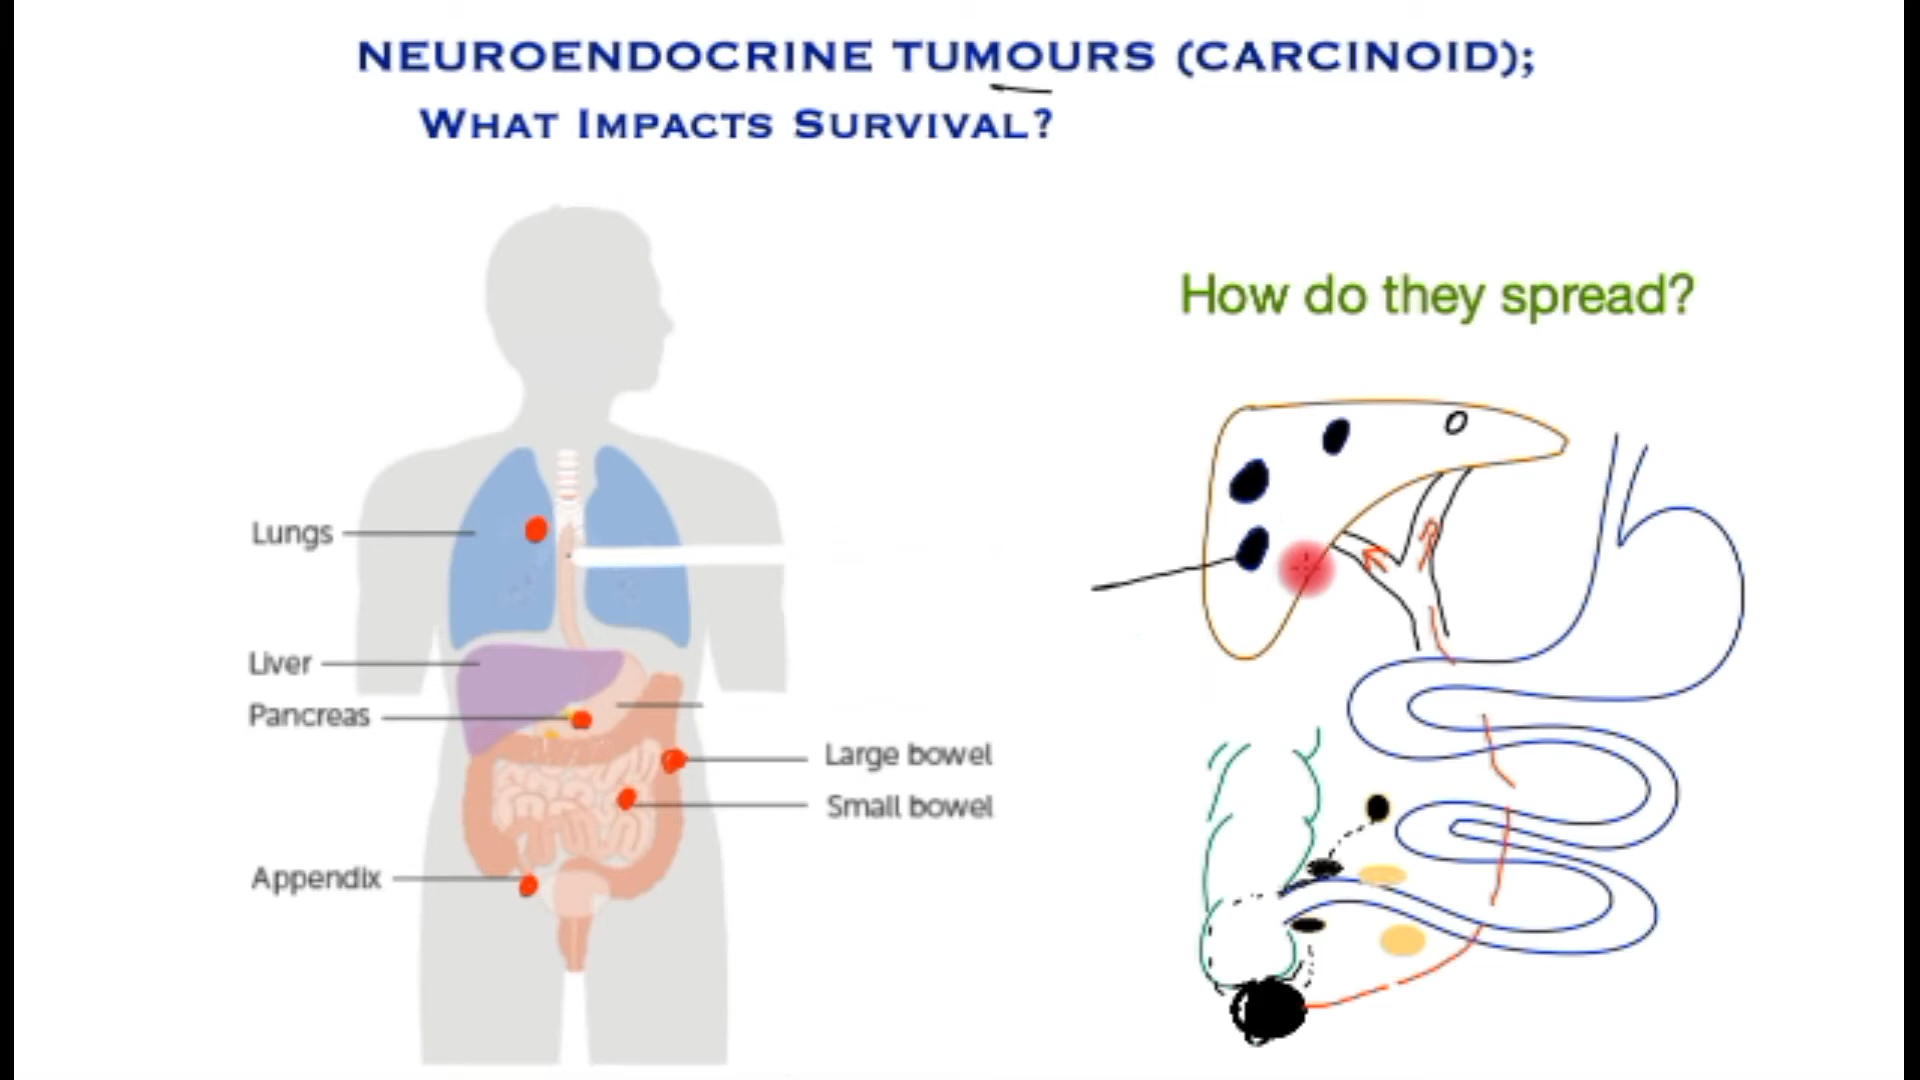 NEUROENDOCRINE TUMOURS (CARCINOID);
WHAT IMPACTS SURVIVAL?
How do they spread?
Lungs
Liver
Pancreas
Large bowel
Small bowel
Appendix